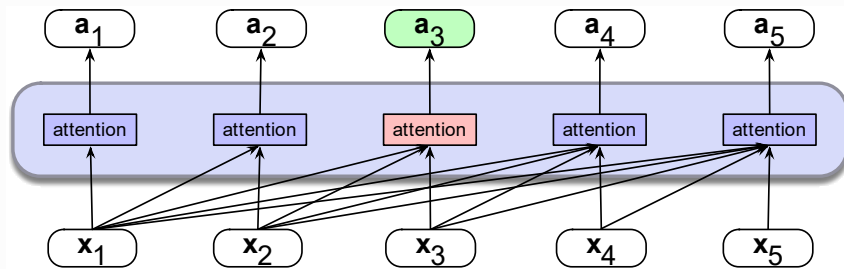 a1 a2 a3 a4 a5
attention attention attention attention attention
x1 x2 x3 x4 x5